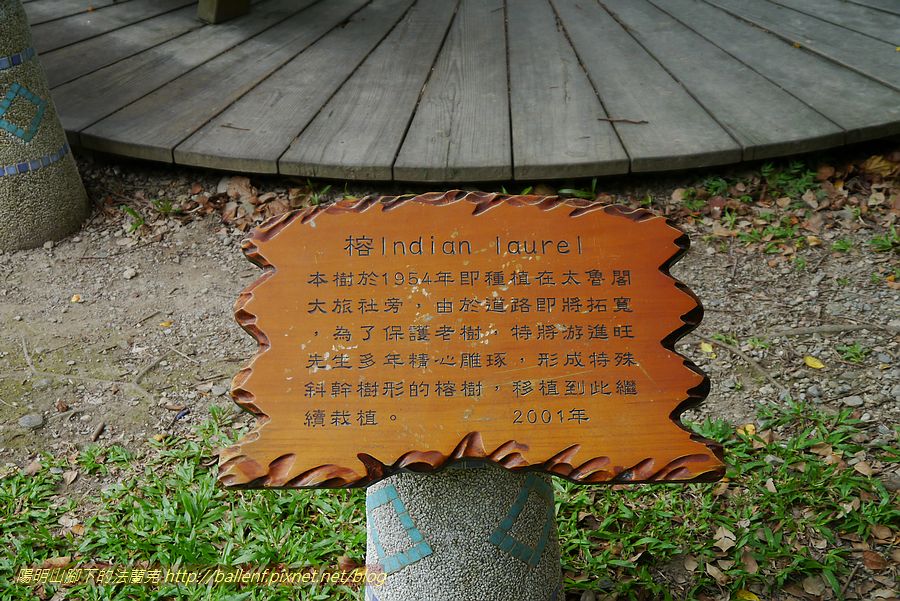 榕Indian laurel
本樹於1954年即種植在太魯閣
大旅社旁，由於道路即將拓寬
，為了保護老樹，特將游進旺
先生多年精心雕琢，形成特殊
斜幹樹形的榕樹，移植到此繼
續栽植。 2001年
陽明山腳下的法蘭克 http://ballenf.pixnet.net/blog